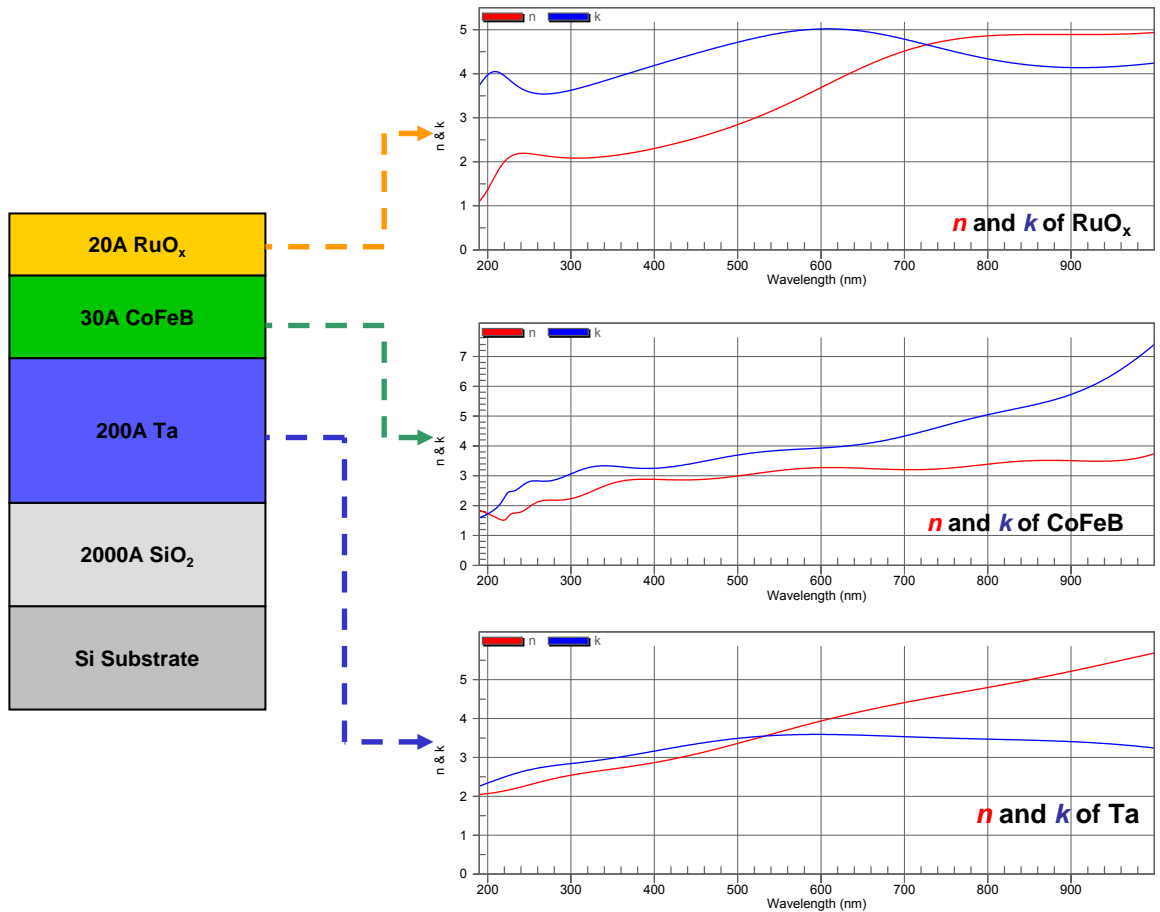 20A RuOx
30A CoFeB
200A Ta
2000A SiO2
Si Substrate
n k
5
4
3
2
1
0
n & k
n and k of RuOx
200 300 400 500 600 700 800 900
Wavelength (nm)
n k
7
6
5
4
3
2
1
0
n & k
n and k of CoFeB
200 300 400 500 600 700 800 900
Wavelength (nm)
n k
5
4
3
2
1
0
n & k
n and k of Ta
200 300 400 500 600 700 800 900
Wavelength (nm)